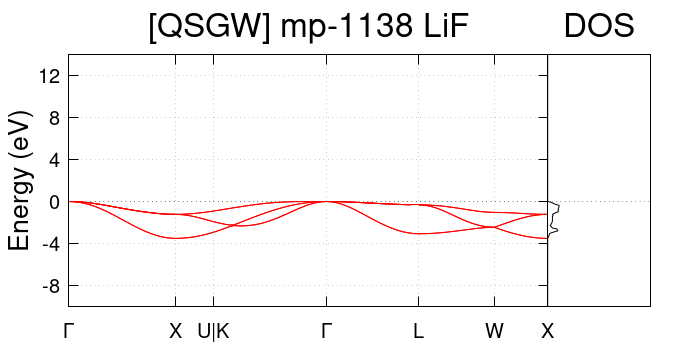 [QSGW] mp-1138 LiF
DOS
Energy (eV)
12
8
4
0
-4
-8
Γ X U|K Γ L W X